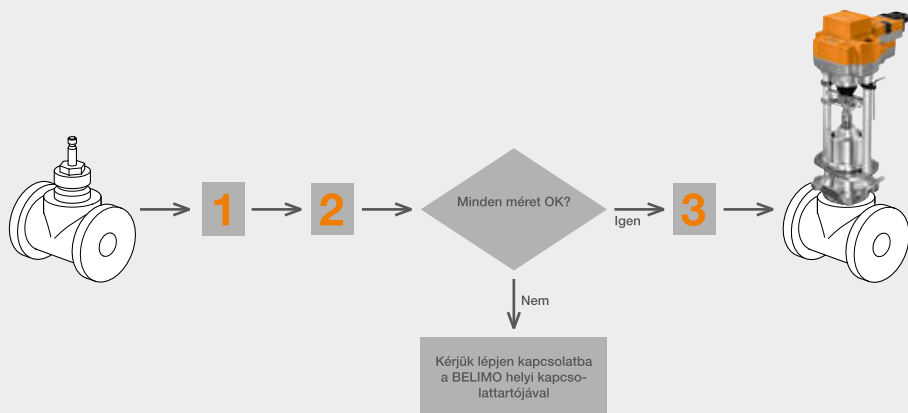 1
2
Minden méret OK?
Igen
3
Nem
Kérjük lépjen kapcsolatba
a BELIMO helyi kapcso-
lattartójával